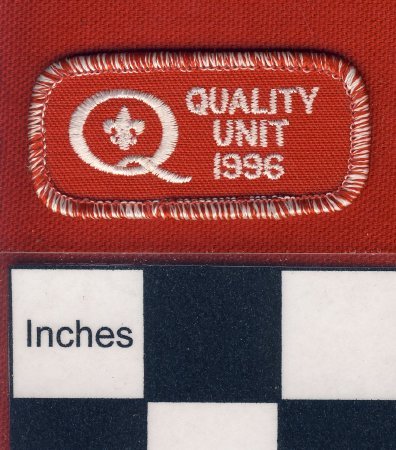 QUALITY
UNIT
1996
Inches